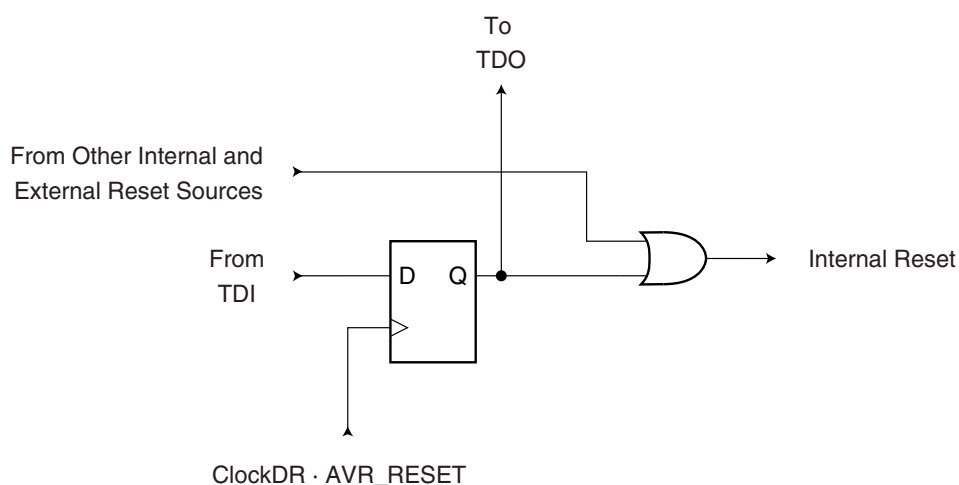 To
TDO
From Other Internal and
External Reset Sources
From
TDI
D Q
Internal Reset
ClockDR · AVR_RESET